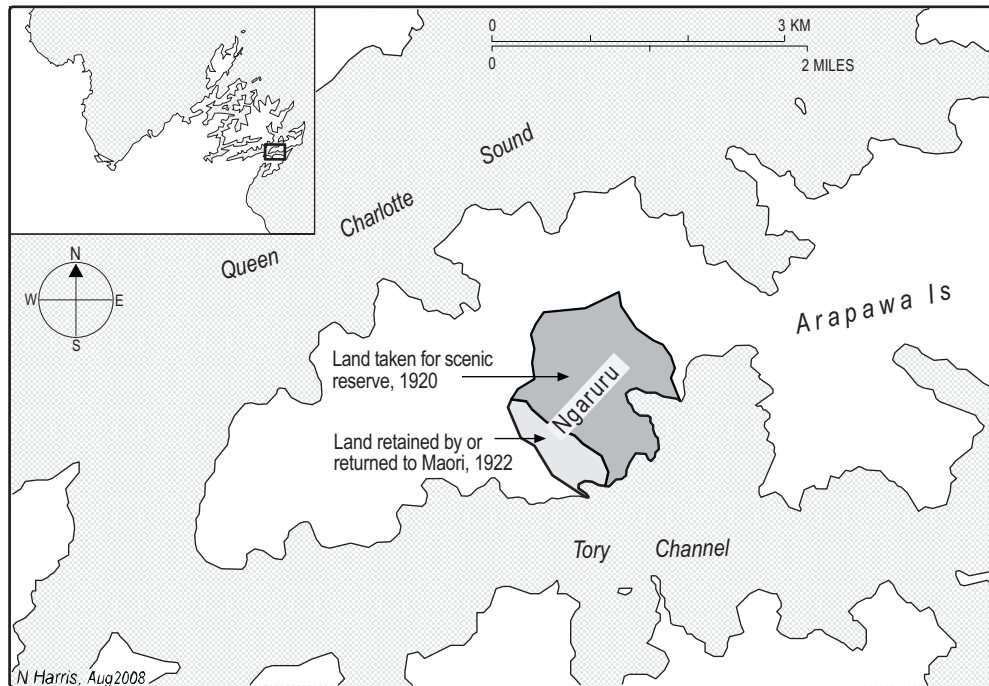 0 3 KM
0 2 MILES
Queen Charlotte Sound
N
W E
S
Arapawa Is
Land taken for scenic
reserve, 1920
Ngaruru
Land retained by or
returned to Maori, 1922
Tory Channel
N Harris, Aug2008